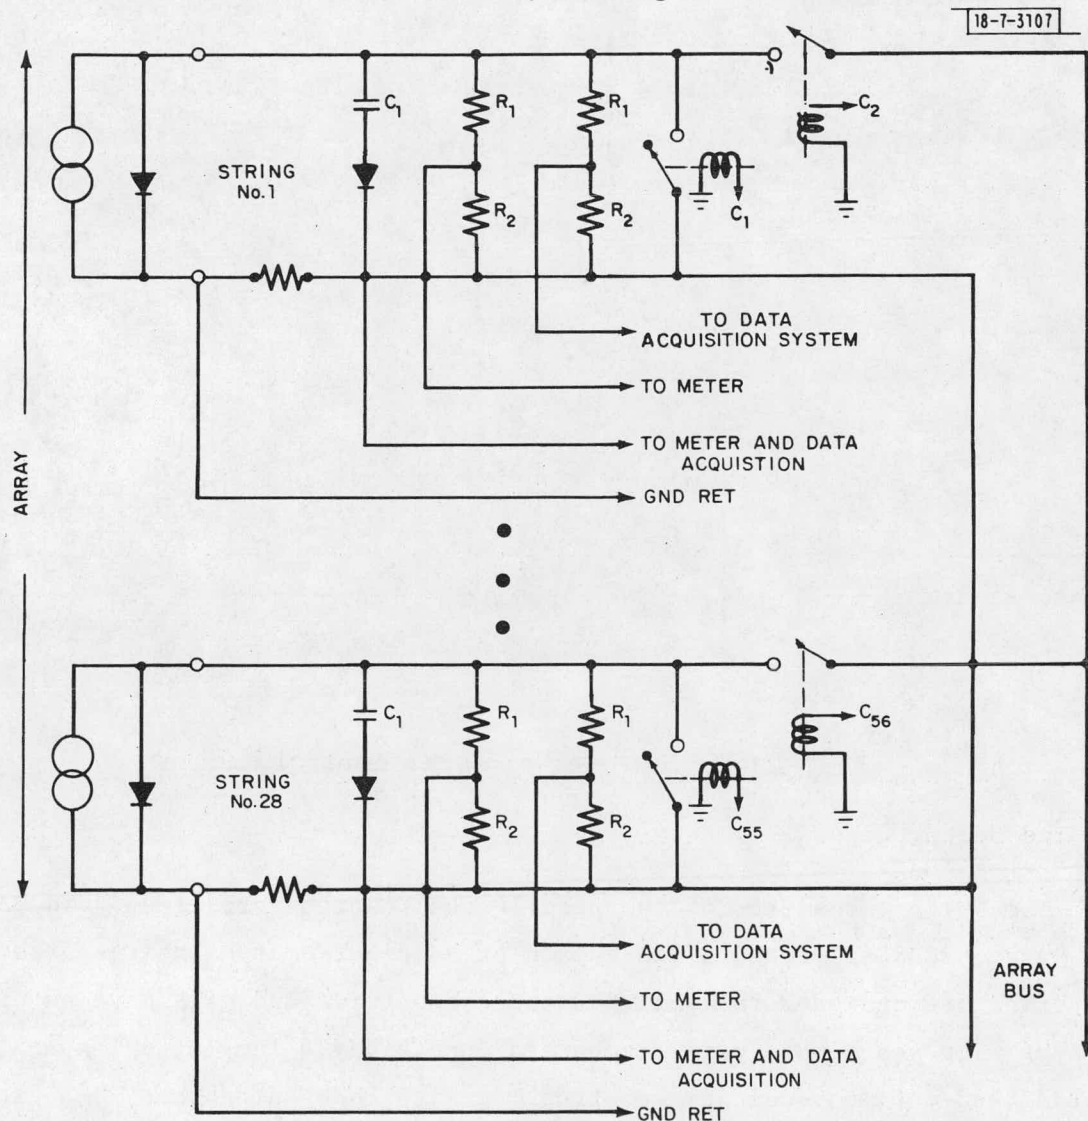 18-7-3107
C1
R1
R1
C2
STRING
No.1
R2
R2
C1
TO DATA
ACQUISITION SYSTEM
TO METER
TO METER AND DATA
ACQUISTION
GND RET
ARRAY
C1
R1
R1
C56
STRING
No.28
R2
R2
C55
TO DATA
ACQUISITION SYSTEM
TO METER
TO METER AND DATA
ACQUISITION
GND RET
ARRAY
BUS